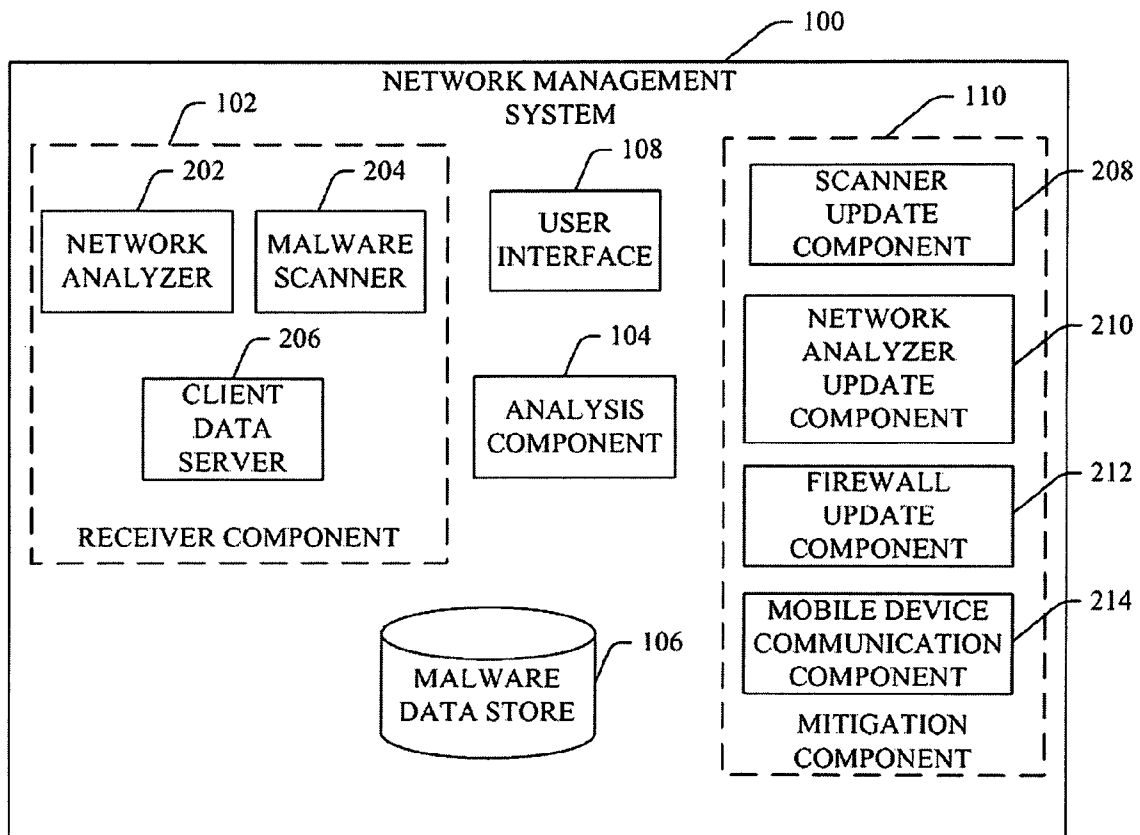 100
NETWORK MANAGEMENT
SYSTEM
102
202
204
NETWORK
ANALYZER
MALWARE
SCANNER
206
CLIENT
DATA
SERVER
RECEIVER COMPONENT
108
USER
INTERFACE
104
ANALYSIS
COMPONENT
106
MALWARE
DATA STORE
110
208
SCANNER
UPDATE
COMPONENT
210
NETWORK
ANALYZER
UPDATE
COMPONENT
212
FIREWALL
UPDATE
COMPONENT
214
MOBILE DEVICE
COMMUNICATION
COMPONENT
MITIGATION
COMPONENT